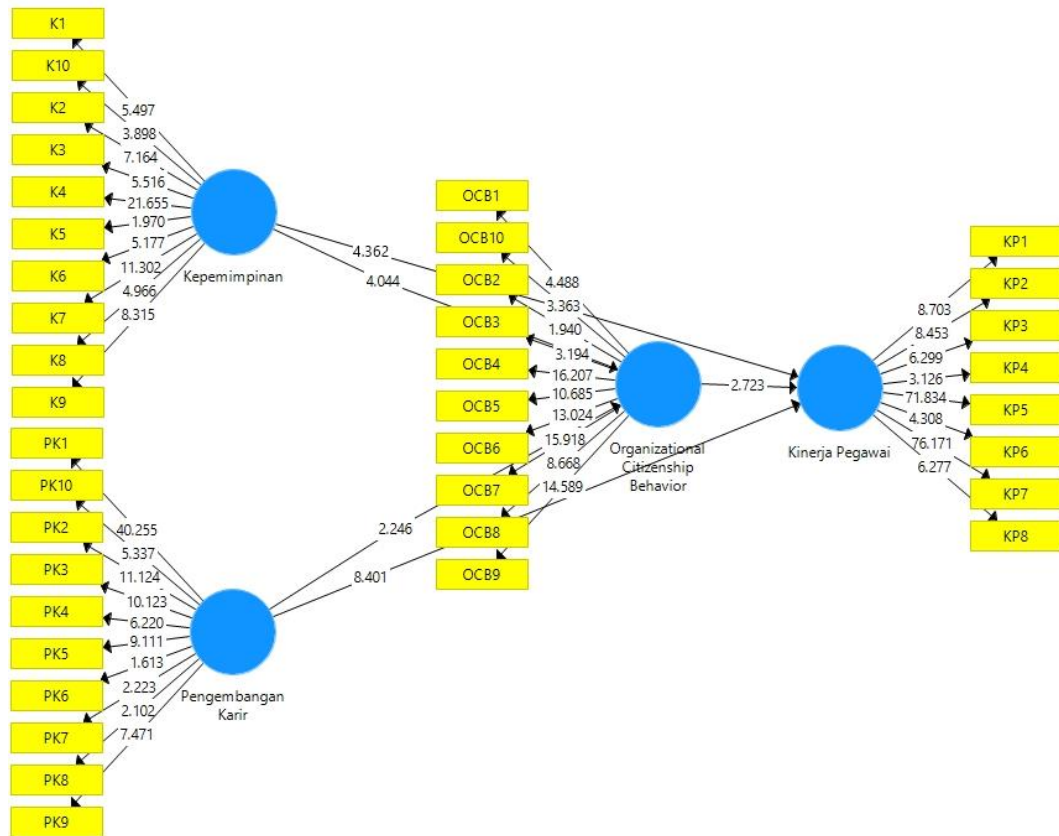 K1
K10
K2
K3
K4
K5
K6
K7
K8
K9
5.497
3.898
7.164
5.516
21.655
1.970
5.177
11.302
4.966
8.315
Kepemimpinan
PK1
PK10
PK2
PK3
PK4
PK5
PK6
PK7
PK8
PK9
40.255
5.337
11.124
10.123
6.220
9.111
1.613
2.223
2.102
7.471
Pengembangan
Karir
4.362
4.044
2.246
8.401
OCB1
OCB10
OCB2
OCB3
OCB4
OCB5
OCB6
OCB7
OCB8
OCB9
4.488
3.363
1.940
3.194
16.207
10.685
13.024
15.918
8.668
14.589
Organizational
Citizenship
Behavior
2.723
Kinerja Pegawai
8.703
8.453
6.299
3.126
71.834
4.308
76.171
6.277
KP1
KP2
KP3
KP4
KP5
KP6
KP7
KP8